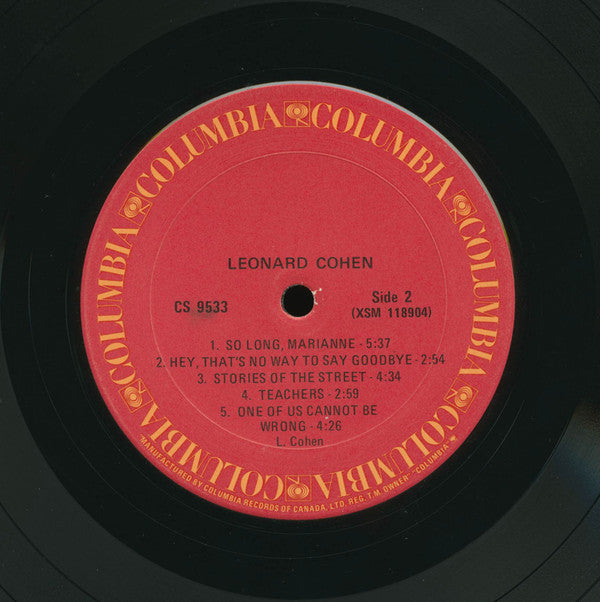 COLUMBIA COLUMBIA COLUMBIA COLUMBIA COLUMBIA COLUMBIA COLUMBIA
LEONARD COHEN
CS 9533
Side 2
(XSM 118904)
1. SO LONG, MARIANNE - 5:37
2. HEY, THAT'S NO WAY TO SAY GOODBYE - 2:54
3. STORIES OF THE STREET - 4:34
4. TEACHERS - 2:59
5. ONE OF US CANNOT BE
WRONG - 4:26
L. Cohen
"MANUFACTURED BY COLUMBIA RECORDS OF CANADA, LTD. REG. T.M. OWNER "COLUMBIA"